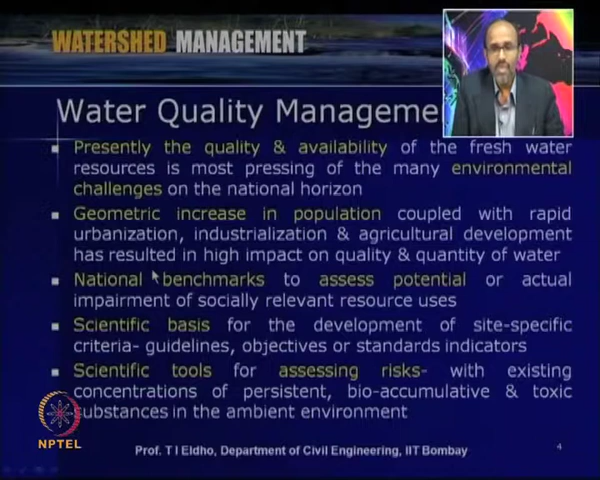 WATERSHED MANAGEMENT
Water Quality Manageme
Presently the quality & availability of the fresh water
resources is most pressing of the many environmental
challenges on the national horizon
Geometric increase in population coupled with rapid
urbanization, industrialization & agricultural development
has resulted in high impact on quality & quantity of water
National benchmarks to assess potential or actual
impairment of socially relevant resource uses
Scientific basis for the development of site-specific
criteria- guidelines, objectives or standards indicators
Scientific tools for assessing risks- with existing
concentrations of persistent, bio-accumulative & toxic
substances in the ambient environment
NPTEL
Prof. T I Eldho, Department of Civil Engineering, IIT Bombay
4